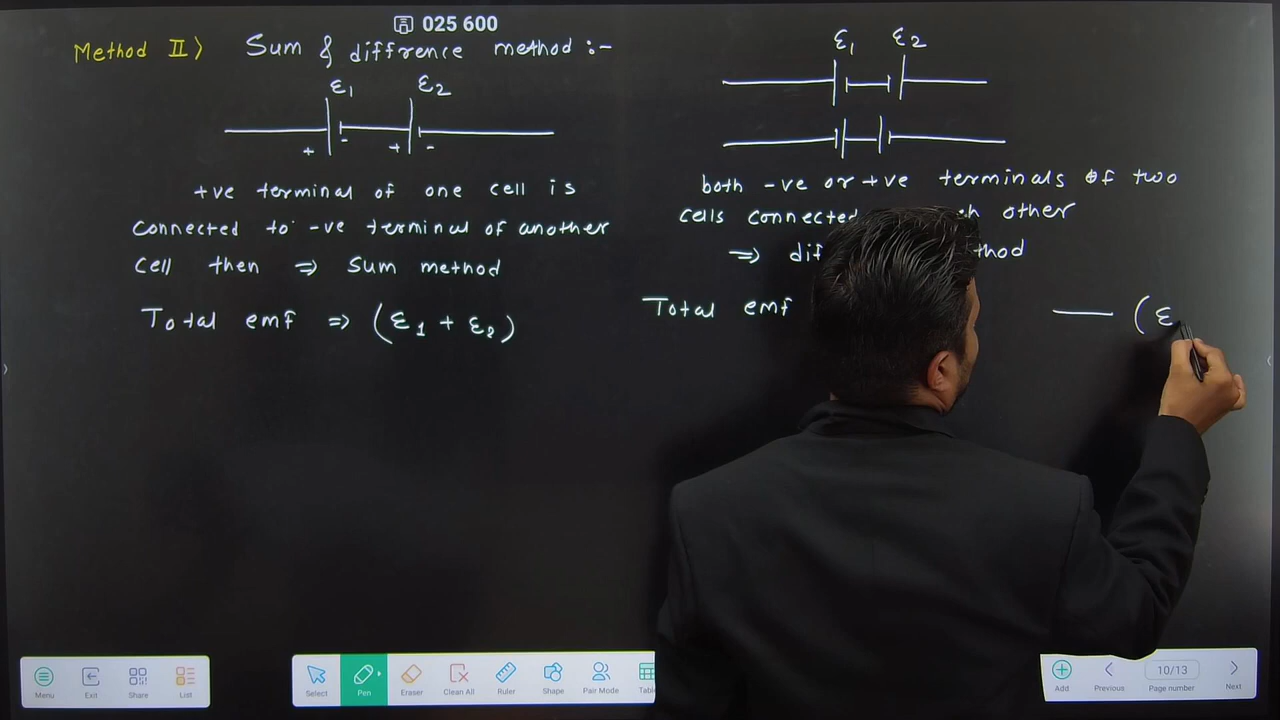 025 600
Method II) Sum & diffrence method :-
ε1 ε2
+ - + -
+ve terminal of one cell is
connected to -ve terminal of another
cell then ⇒ Sum method
Total emf ⇒ (ε1 + ε2)
ε1 ε2
both -ve or +ve terminals of two
cells connected other
⇒
Total emf — (ε
Menu
Exit
Share
List
Select
Pen
Eraser
Clean All
Ruler
Shape
Pair Mode
Add
Previous
10/13
Page number
Next